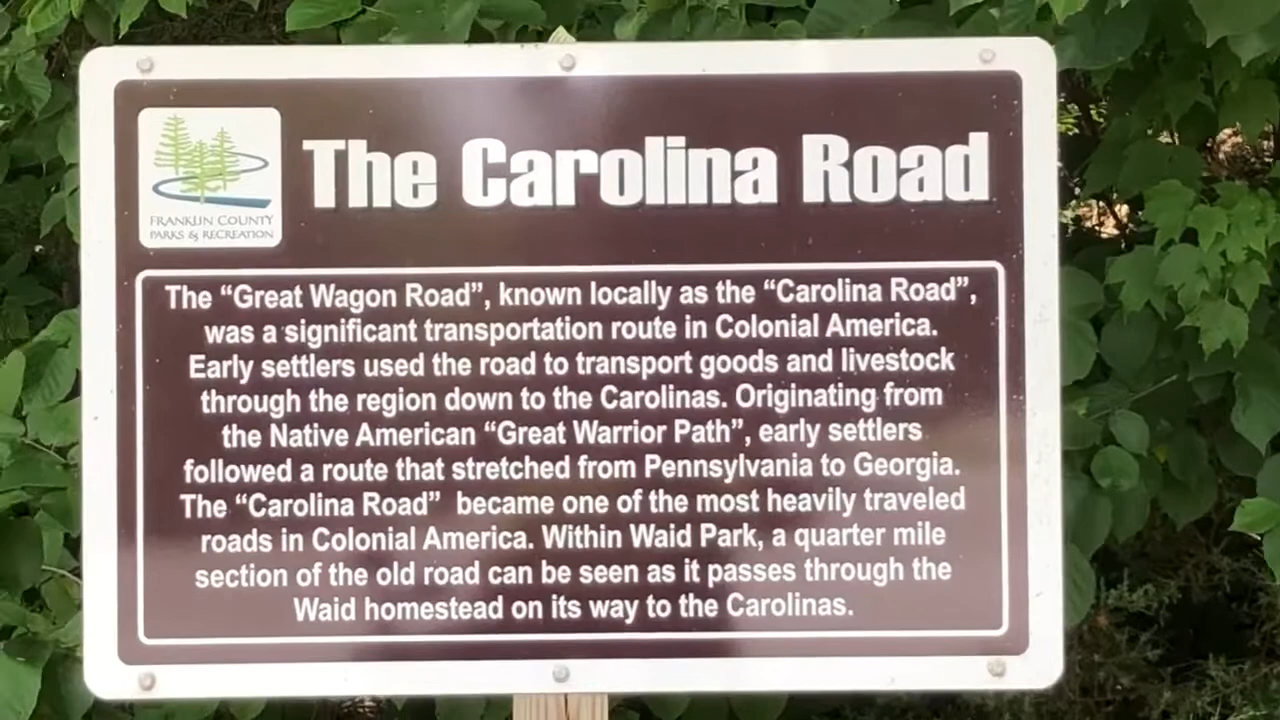 The Carolina Road
FRANKLIN COUNTY
PARKS & RECREATION
The “Great Wagon Road”, known locally as the “Carolina Road”,
was a significant transportation route in Colonial America.
Early settlers used the road to transport goods and livestock
through the region down to the Carolinas. Originating from
the Native American “Great Warrior Path”, early settlers
followed a route that stretched from Pennsylvania to Georgia.
The “Carolina Road”  became one of the most heavily traveled
roads in Colonial America. Within Waid Park, a quarter mile
section of the old road can be seen as it passes through the
Waid homestead on its way to the Carolinas.